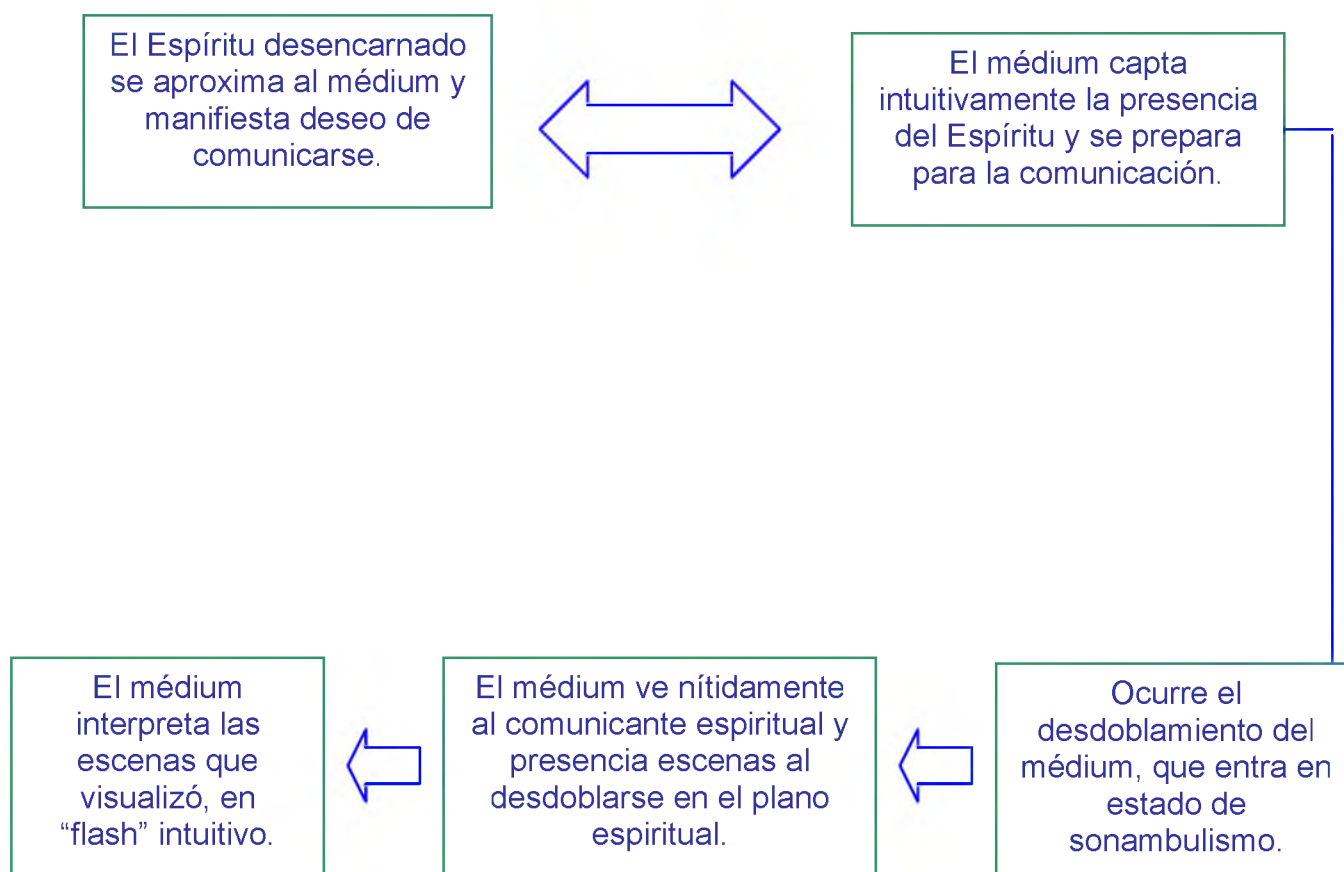 El Espíritu desencarnado
se aproxima al médium y
manifiesta deseo de
comunicarse.
El médium capta
intuitivamente la presencia
del Espíritu y se prepara
para la comunicación.
Ocurre el
desdoblamiento del
médium, que entra en
estado de
sonambulismo.
El médium ve nítidamente
al comunicante espiritual y
presencia escenas al
desdoblarse en el plano
espiritual.
El médium
interpreta las
escenas que
visualizó, en
“flash” intuitivo.